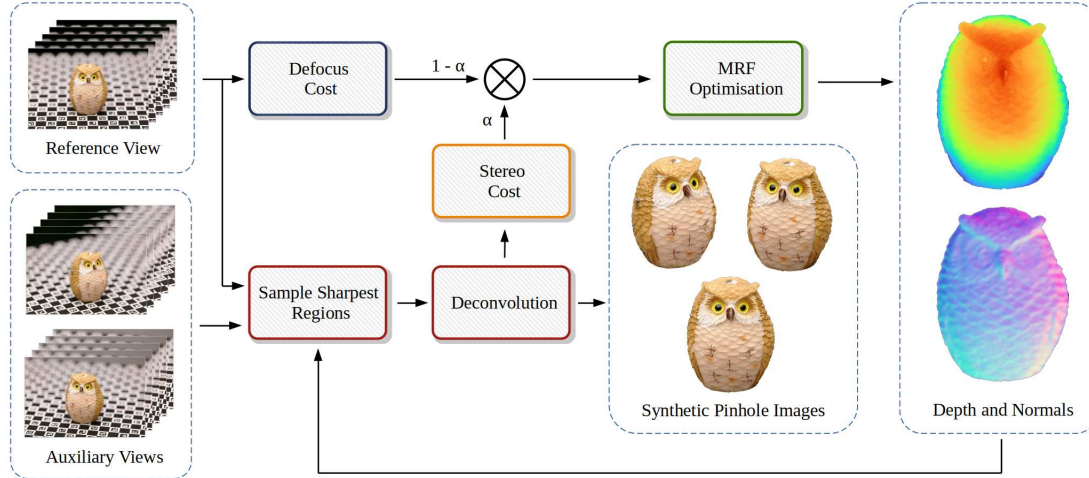 Reference View
Auxiliary Views
Defocus
Cost
1 - α
α
Stereo
Cost
MRF
Optimisation
Sample Sharpest
Regions
Deconvolution
Synthetic Pinhole Images
Depth and Normals